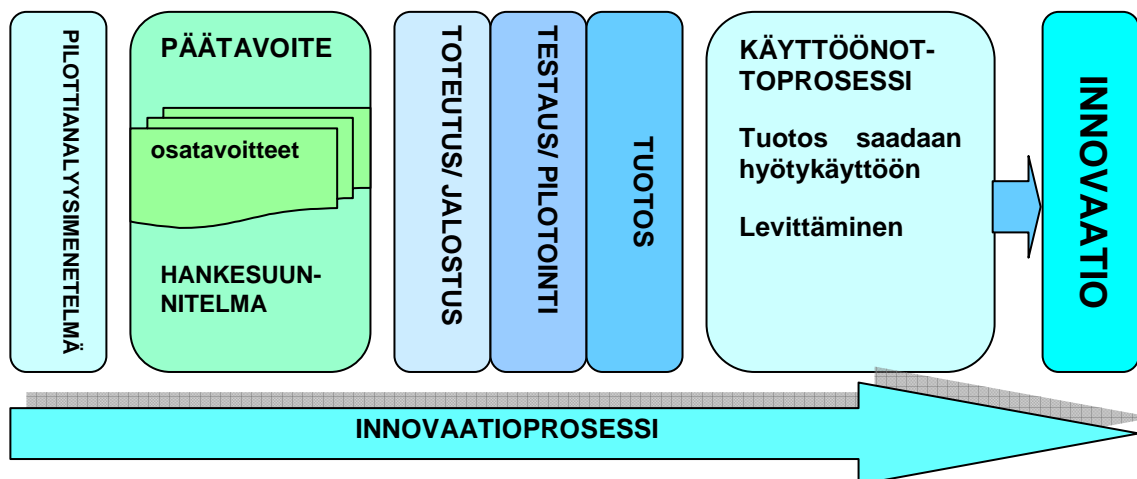 PILOTTIANALYYSIMENETELMÄ
PÄÄTAVOITE
osatavoitteet
HANKESUUN-
NITELMA
TOTEUTUS/ JALOSTUS
TESTAUS/ PILOTOINTI
TUOTOS
KÄYTTÖÖNOT-
TOPROSESSI
Tuotos saadaan
hyötykäyttöön
Levittäminen
INNOVAATIO
INNOVAATIOPROSESSI